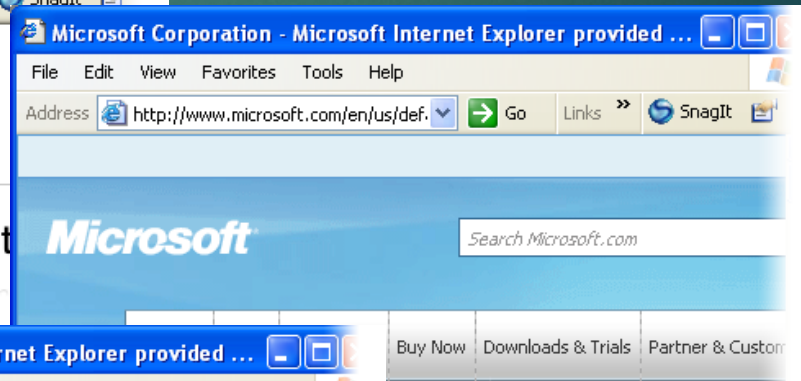 SnagIt
Microsoft Corporation - Microsoft Internet Explorer provided ...
File Edit View Favorites Tools Help
Address http://www.microsoft.com/en/us/def. Go Links » SnagIt
Microsoft
Search Microsoft.com
Buy Now Downloads & Trials Partner & Custom
rnet Explorer provided ...